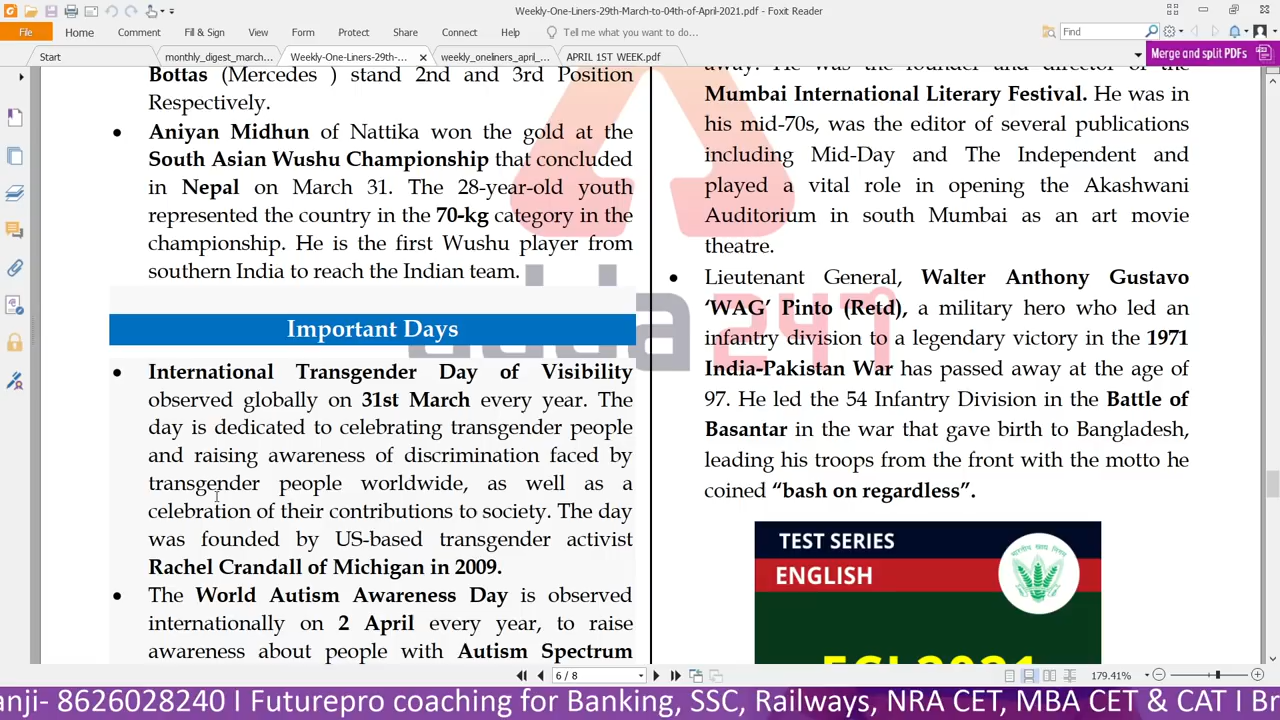 Weekly-One-Liners-29th-March-to-04th-of-April-2021.pdf - Foxit Reader
File
Home
Comment
View
Form
Protect
Share
Connect
Help
Fill & Sign
Tell me what you want to do...
Find
Start
monthly_digest_march...
Weekly-One-Liners-29th-...
weekly_oneliners_april_...
APRIL 1ST WEEK.pdf
Merge and split PDFs
Bottas (Mercedes ) stand 2nd and 3rd Position
Respectively.
Aniyan Midhun of Nattika won the gold at the
South Asian Wushu Championship that concluded
in Nepal on March 31. The 28-year-old youth
represented the country in the 70-kg category in the
championship. He is the first Wushu player from
southern India to reach the Indian team.
Important Days
International Transgender Day of Visibility
observed globally on 31st March every year. The
day is dedicated to celebrating transgender people
and raising awareness of discrimination faced by
transgender people worldwide, as well as a
celebration of their contributions to society. The day
was founded by US-based transgender activist
Rachel Crandall of Michigan in 2009.
The World Autism Awareness Day is observed
internationally on 2 April every year, to raise
awareness about people with Autism Spectrum
away. He was the founder and director of the
Mumbai International Literary Festival. He was in
his mid-70s, was the editor of several publications
including Mid-Day and The Independent and
played a vital role in opening the Akashwani
Auditorium in south Mumbai as an art movie
theatre.
Lieutenant General, Walter Anthony Gustavo
‘WAG’ Pinto (Retd), a military hero who led an
infantry division to a legendary victory in the 1971
India-Pakistan War has passed away at the age of
97. He led the 54 Infantry Division in the Battle of
Basantar in the war that gave birth to Bangladesh,
leading his troops from the front with the motto he
coined “bash on regardless”.
adda247
TEST SERIES
ENGLISH
FCI 2021
6 / 8
179.41%
anji- 8626028240 I Futurepro coaching for Banking, SSC, Railways, NRA CET, MBA CET & CAT I Br